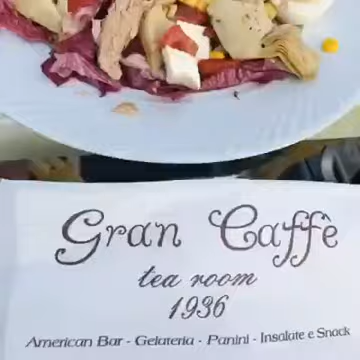 Gran Caffè
tea room
1936
American Bar - Gelateria - Panini - Insalate e Snack